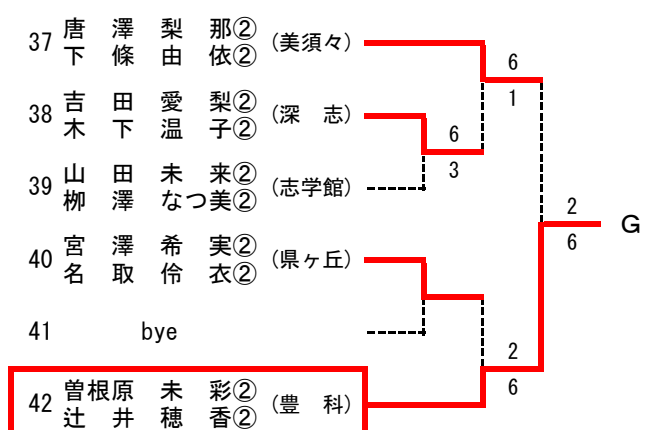 37 唐澤梨那② (美須々)
下條由依②
38 吉田愛梨② (深 志)
木下温子②
39 山田未来② (志学館)
栁澤なつ美②
40 宮澤希実② (県ヶ丘)
名取伶衣②
41 bye
42 曽根原未彩② (豊 科)
辻井穂香②
6
1
6
3
2
6
G
2
6